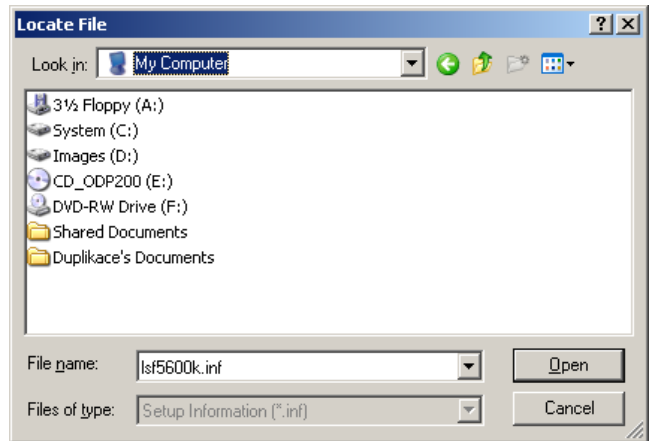 Locate File
Look in: My Computer
3½ Floppy (A:)
System (C:)
Images (D:)
CD_ODP200 (E:)
DVD-RW Drive (F:)
Shared Documents
Duplikace's Documents
File name: lsf5600k.inf Open
Files of type: Setup Information (*.inf) Cancel